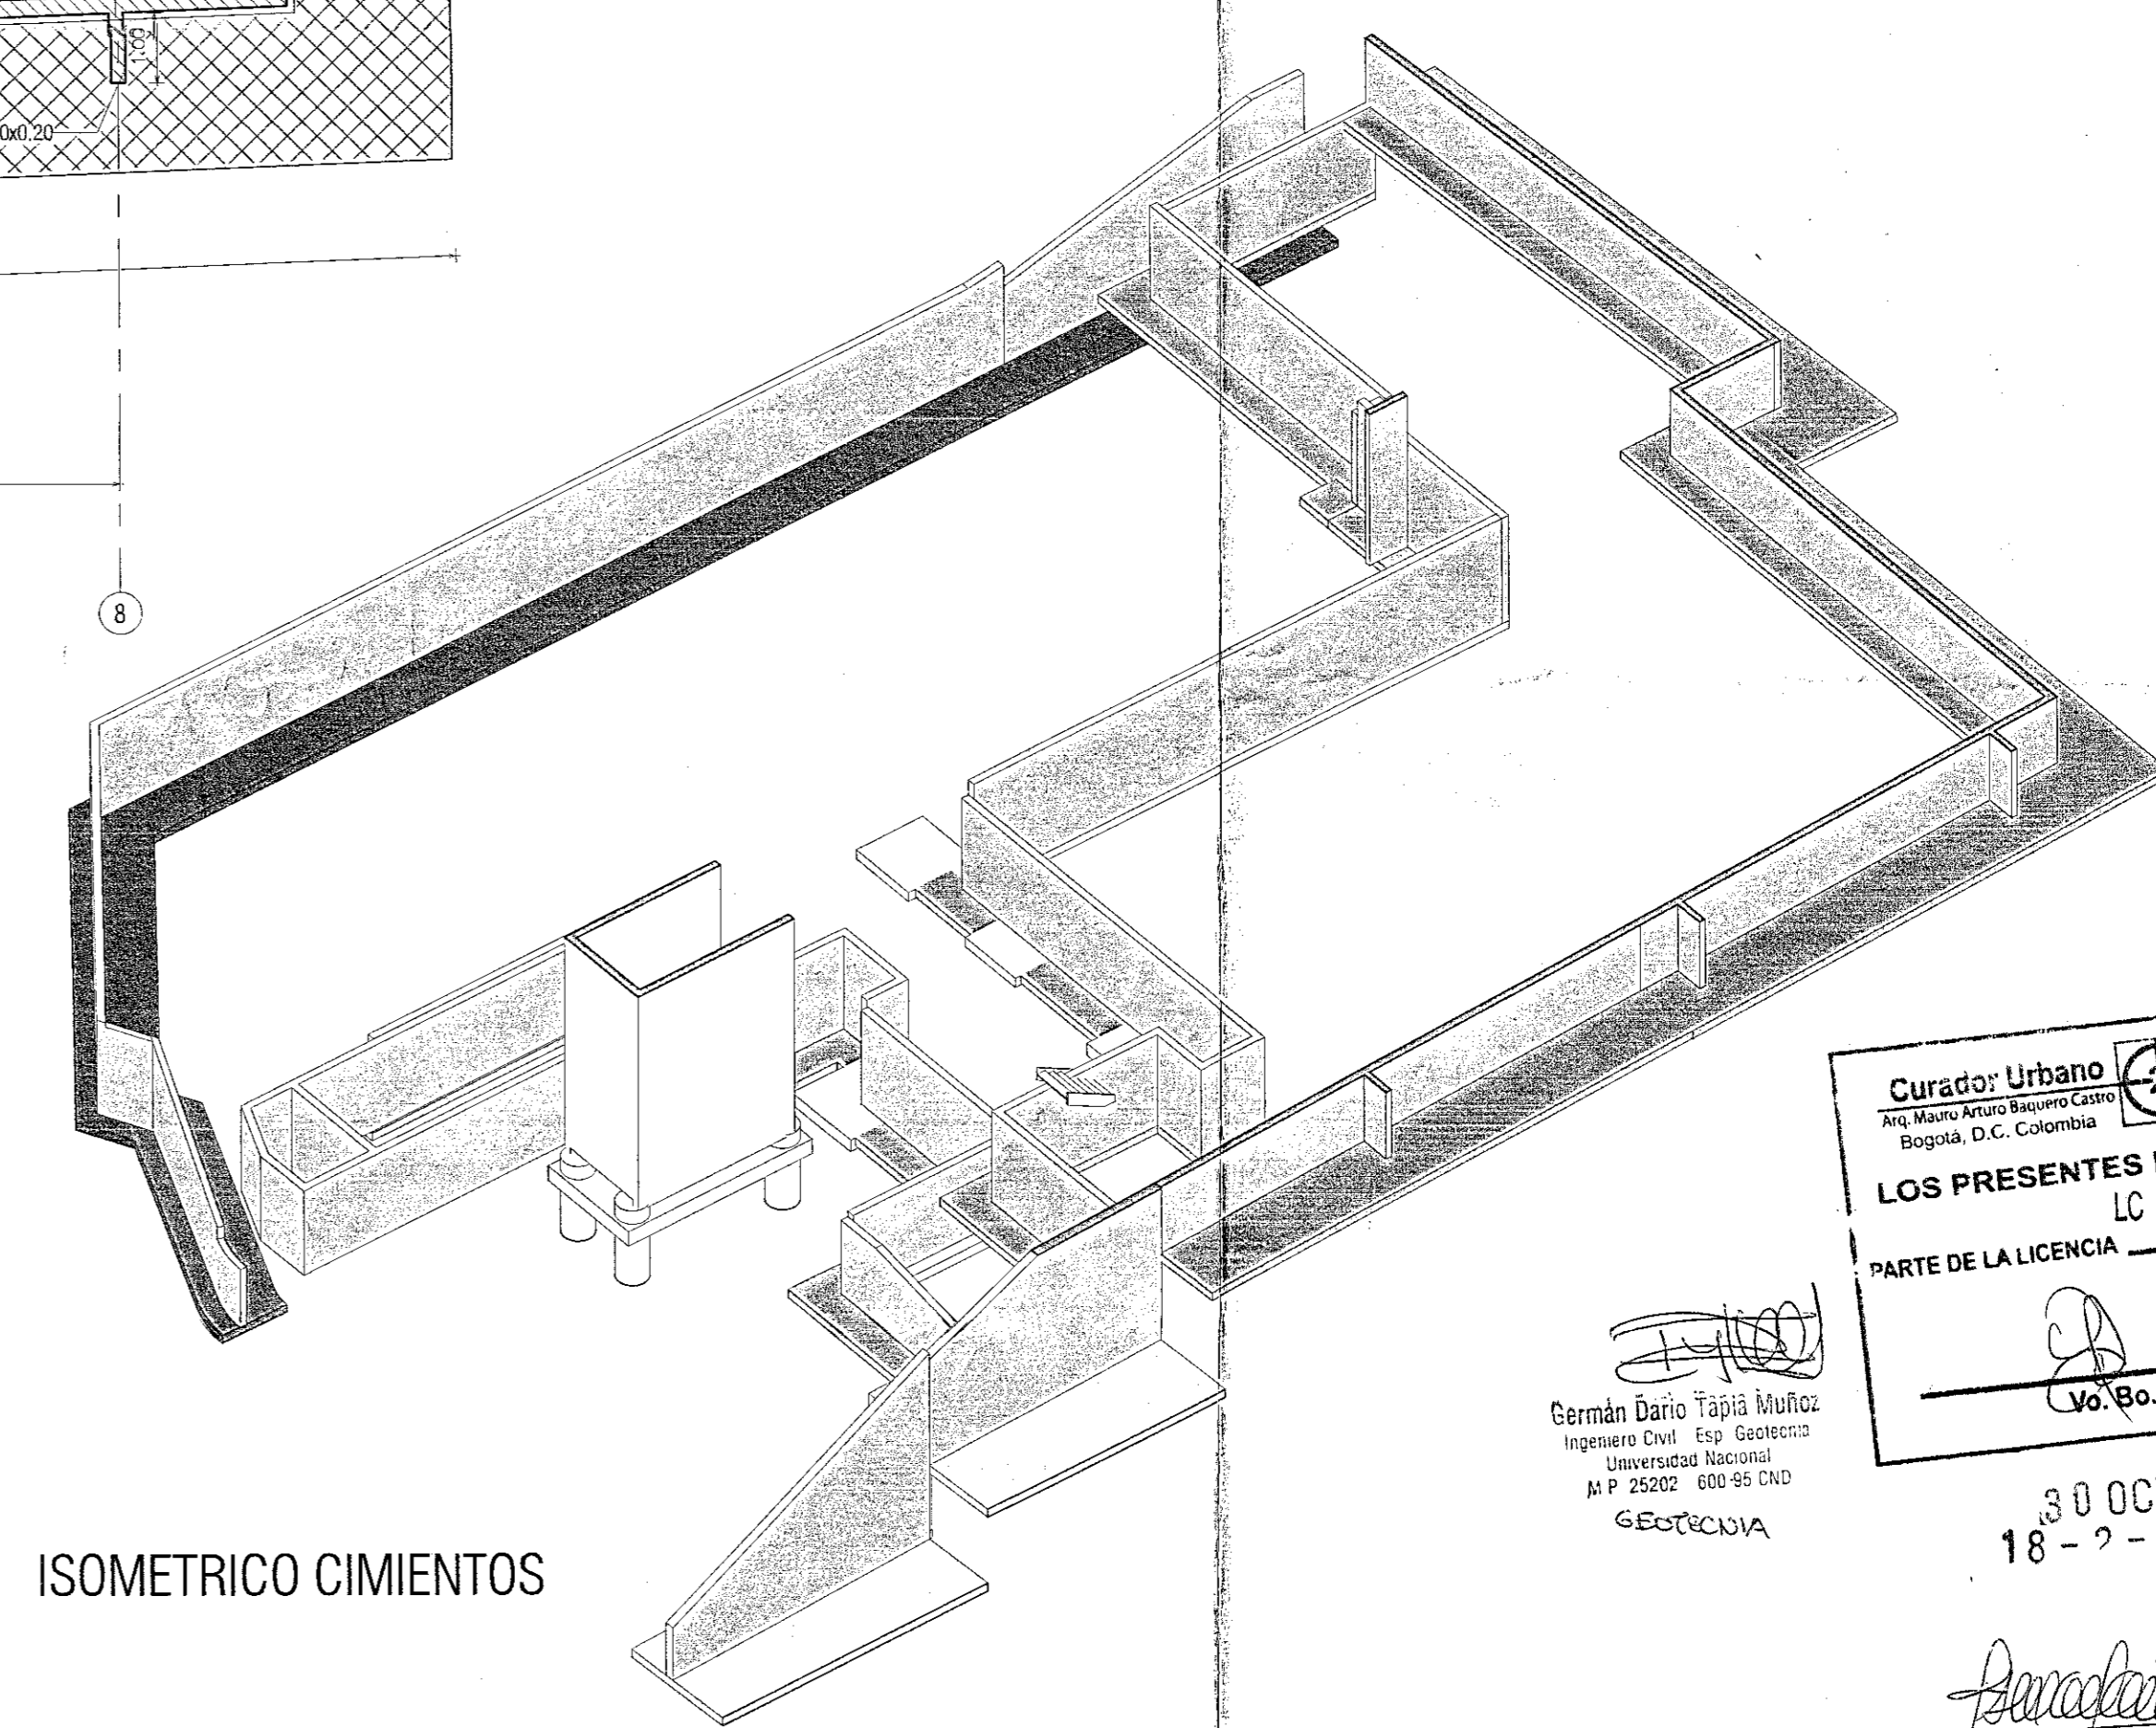 1.00
0x0.20
8
Curador Urbano
Arq. Mauro Arturo Baquero Castro
Bogotá, D.C. Colombia
LOS PRESENTES
LC
PARTE DE LA LICENCIA
Vo. Bo.
Germán Dario Tapia Muñoz
Ingeniero Civil Esp Geotecnia
Universidad Nacional
M P 25202 600-95 CND
GEOTECNIA
30 OC
18 - 2 -
ISOMETRICO CIMIENTOS